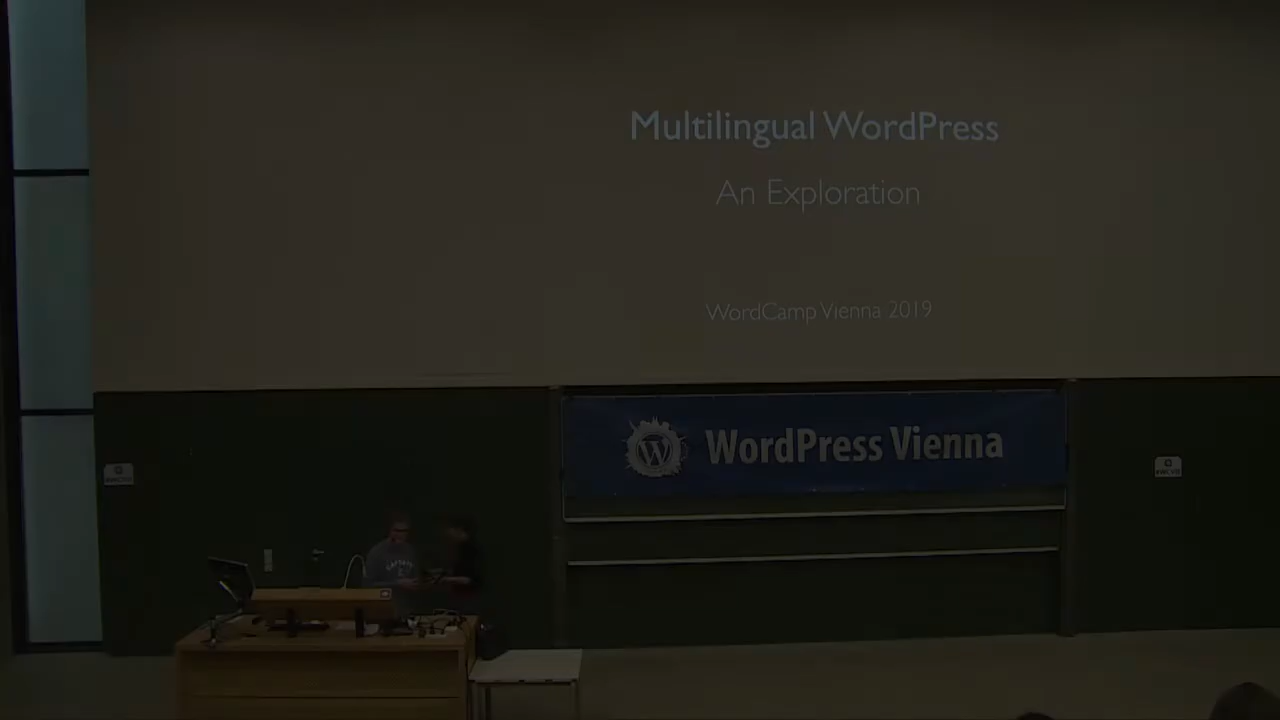 Multilingual WordPress
An Exploration
WordCamp Vienna 2019
WordPress Vienna